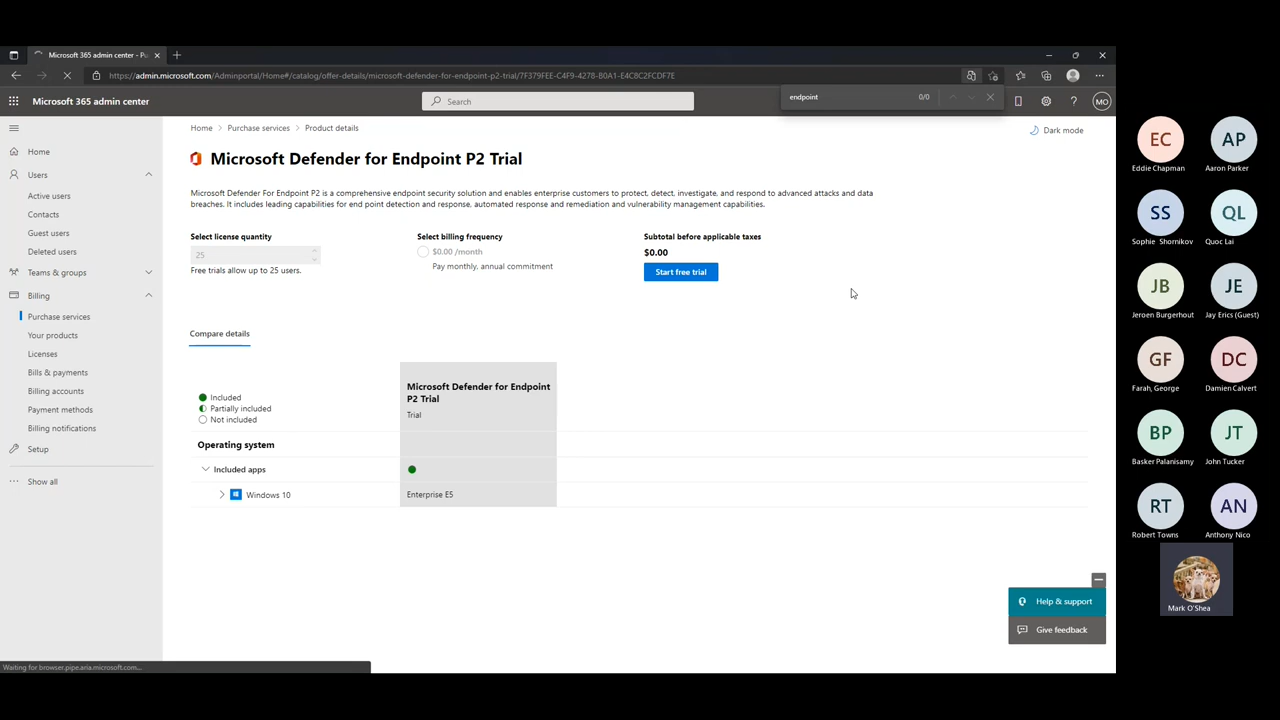 Microsoft 365 admin center - Pu
https://admin.microsoft.com/Adminportal/Home#/catalog/offer-details/microsoft-defender-for-endpoint-p2-trial/7F379FEE-C4F9-4278-B0A1-E4C8C2FCDF7E
Microsoft 365 admin center
Search
endpoint
0/0
MO
Home
Users
Active users
Contacts
Guest users
Deleted users
Teams & groups
Billing
Purchase services
Your products
Licenses
Bills & payments
Billing accounts
Payment methods
Billing notifications
Setup
Show all
Home > Purchase services > Product details
Dark mode
Microsoft Defender for Endpoint P2 Trial
Microsoft Defender For Endpoint P2 is a comprehensive endpoint security solution and enables enterprise customers to protect, detect, investigate, and respond to advanced attacks and data
breaches. It includes leading capabilities for end point detection and response, automated response and remediation and vulnerability management capabilities.
Select license quantity
25
Free trials allow up to 25 users.
Select billing frequency
$0.00 /month
Pay monthly, annual commitment
Subtotal before applicable taxes
$0.00
Start free trial
Compare details
Included
Partially included
Not included
Microsoft Defender for Endpoint
P2 Trial
Trial
Operating system
Included apps
Windows 10
Enterprise E5
Help & support
Give feedback
Waiting for browser.pipe.aria.microsoft.com...
EC
Eddie Chapman
AP
Aaron Parker
SS
Sophie Shornikov
QL
Quoc Lai
JB
Jeroen Burgerhout
JE
Jay Erics (Guest)
GF
Farah, George
DC
Damien Calvert
BP
Basker Palanisamy
JT
John Tucker
RT
Robert Towns
AN
Anthony Nico
Mark O'Shea